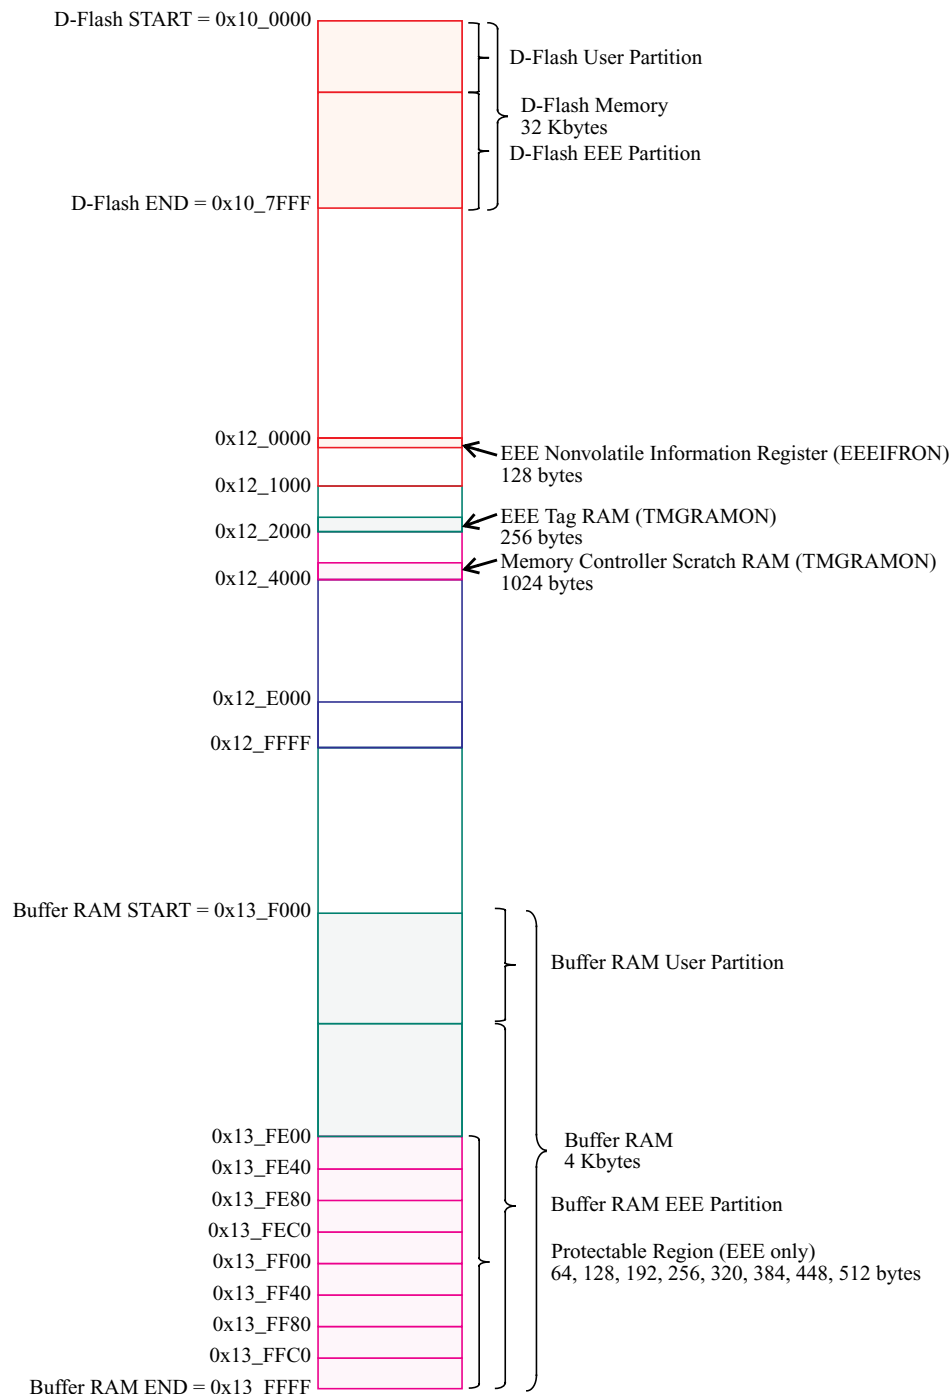 D-Flash START = 0x10_0000
D-Flash User Partition
D-Flash Memory
32 Kbytes
D-Flash EEE Partition
D-Flash END = 0x10_7FFF
0x12_0000
EEE Nonvolatile Information Register (EEEIFRON)
128 bytes
0x12_1000
EEE Tag RAM (TMGRAMON)
256 bytes
0x12_2000
Memory Controller Scratch RAM (TMGRAMON)
1024 bytes
0x12_4000
0x12_E000
0x12_FFFF
Buffer RAM START = 0x13_F000
Buffer RAM User Partition
0x13_FE00
Buffer RAM
4 Kbytes
0x13_FE40
0x13_FE80
Buffer RAM EEE Partition
0x13_FEC0
Protectable Region (EEE only)
64, 128, 192, 256, 320, 384, 448, 512 bytes
0x13_FF00
0x13_FF40
0x13_FF80
0x13_FFC0
Buffer RAM END = 0x13_FFFF